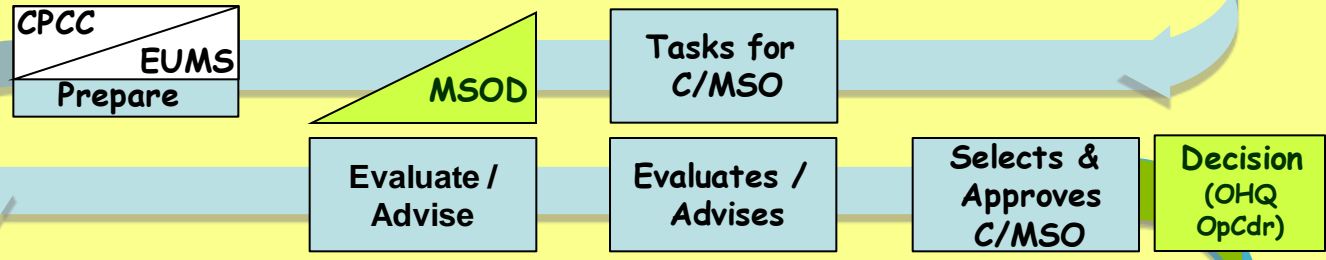 CPCC
EUMS
Prepare
MSOD
Tasks for
C/MSO
Evaluate /
Advise
Evaluates /
Advises
Selects &
Approves
C/MSO
Decision
(OHQ
OpCdr)